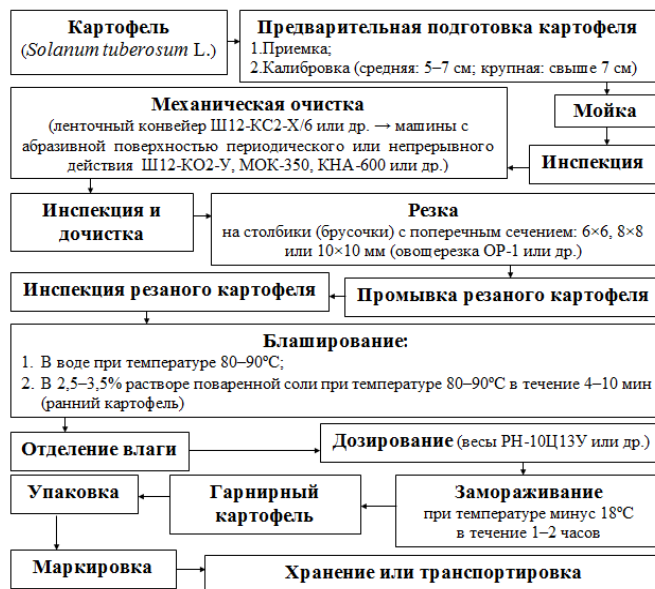 Картофель
(Solanum tuberosum L.)
Предварительная подготовка картофеля
1.Приемка;
2.Калибровка (средняя: 5–7 см; крупная: свыше 7 см)
Мойка
Механическая очистка
(ленточный конвейер Ш12-КС2-Х/6 или др. → машины с
абразивной поверхностью периодического или непрерывного
действия Ш12-КО2-У, МОК-350, КНА-600 или др.)
Инспекция
Инспекция и
дочистка
Резка
на столбики (брусочки) с поперечным сечением: 6×6, 8×8
или 10×10 мм (овощерезка ОР-1 или др.)
Инспекция резаного картофеля
Промывка резаного картофеля
Блаширование:
1. В воде при температуре 80–90ºС;
2. В 2,5–3,5% растворе поваренной соли при температуре 80–90ºС в течение 4–10 мин
(ранний картофель)
Отделение влаги
Дозирование (весы РН-10Ц13У или др.)
Упаковка
Гарнирный
картофель
Замораживание
при температуре минус 18ºС
в течение 1–2 часов
Маркировка
Хранение или транспортировка